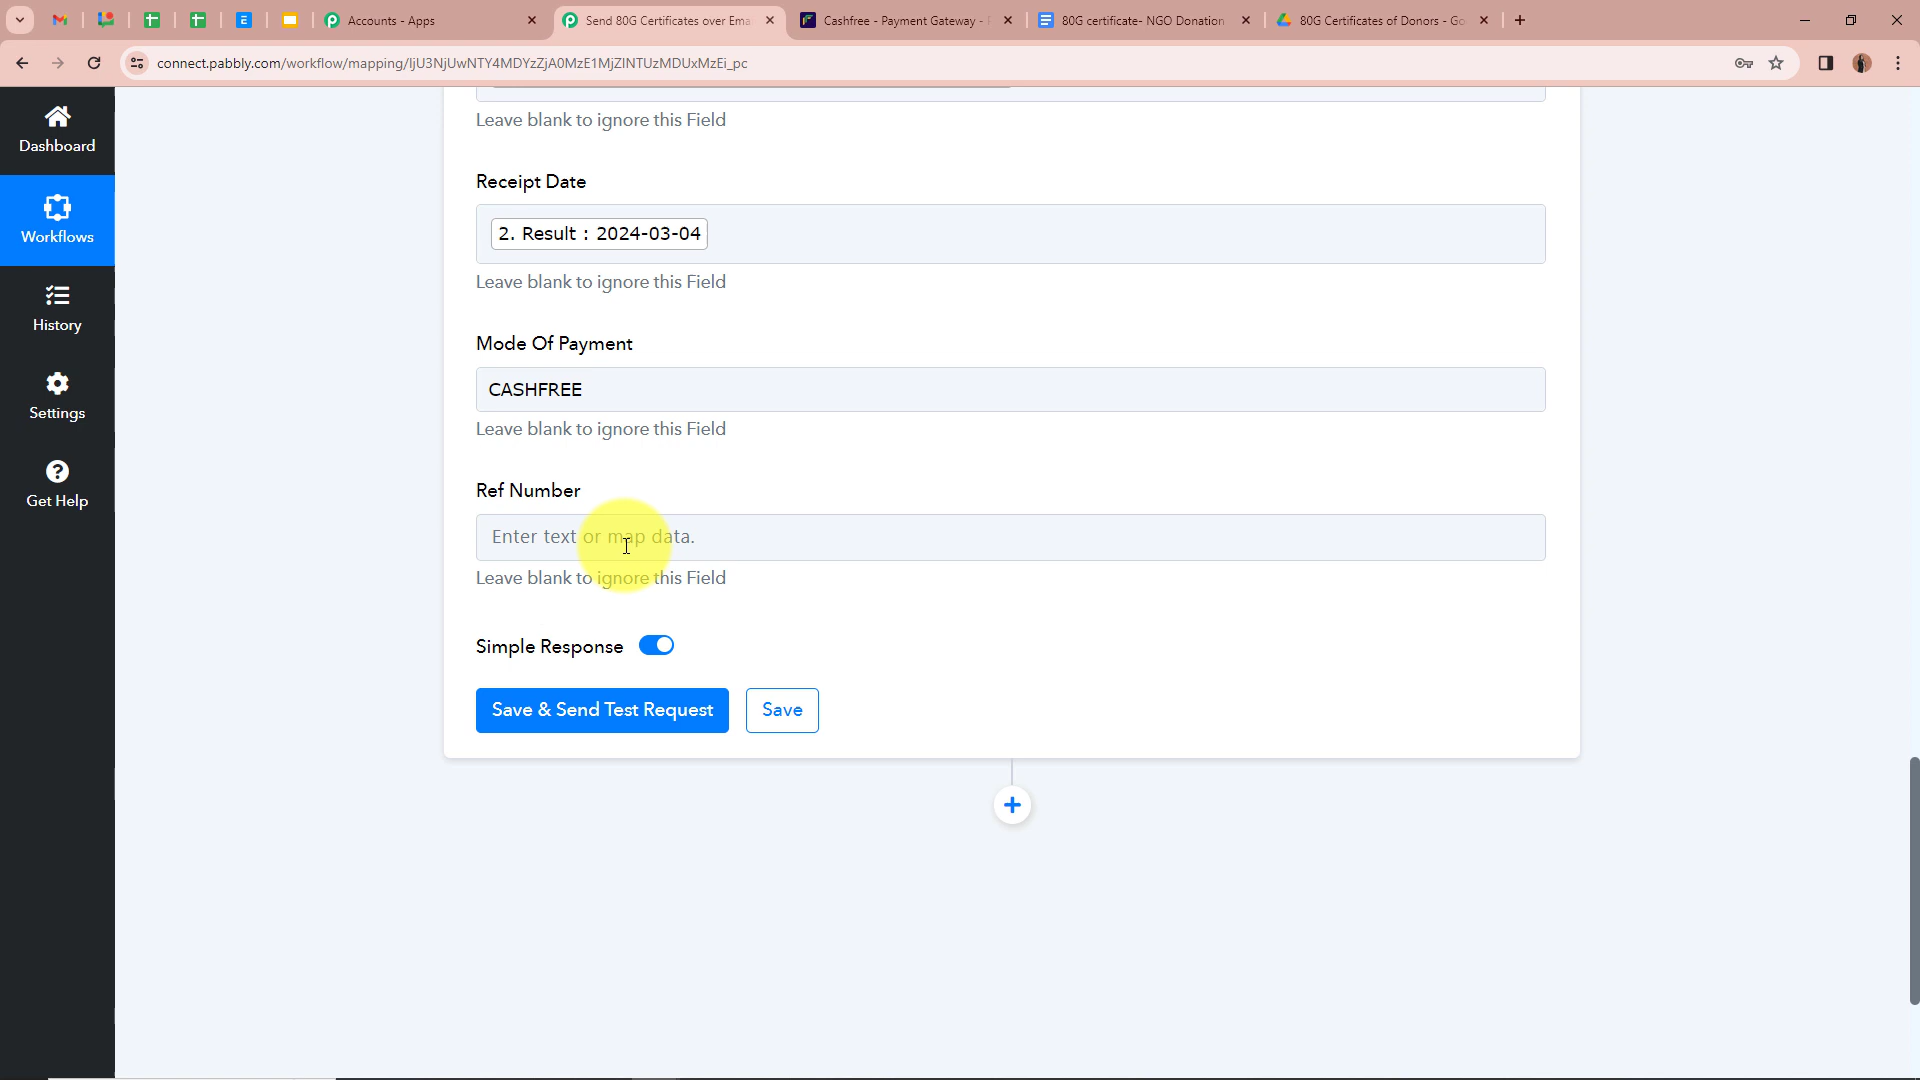 Accounts - Apps
Send 80G Certificates over Ema
Cashfree - Payment Gateway -
80G certificate- NGO Donation
80G Certificates of Donors - Go
connect.pabbly.com/workflow/mapping/IjU3NjUwNTY4MDYzZjA0MzE1MjZlNTUzMDUxMzEi_pc
Dashboard
Workflows
History
Settings
Get Help
Leave blank to ignore this Field
Receipt Date
2. Result : 2024-03-04
Leave blank to ignore this Field
Mode Of Payment
CASHFREE
Leave blank to ignore this Field
Ref Number
Enter text or map data.
Leave blank to ignore this Field
Simple Response
Save & Send Test Request
Save